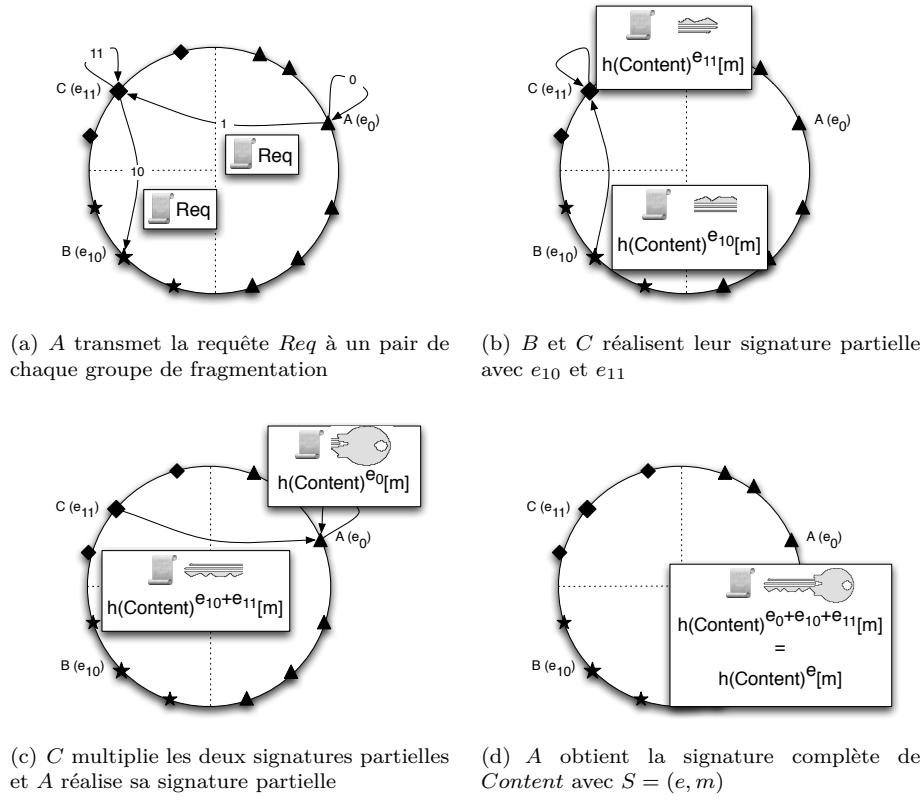 11
C (e11)
0
A (e0)
1
Req
10
Req
B (e10)
(a) A transmet la requête Req à un pair de
chaque groupe de fragmentation
h(Content)^e11[m]
C (e11)
A (e0)
h(Content)^e10[m]
B (e10)
(b) B et C réalisent leur signature partielle
avec e10 et e11
h(Content)^e0[m]
C (e11)
A (e0)
h(Content)^e10+e11[m]
B (e10)
(c) C multiplie les deux signatures partielles
et A réalise sa signature partielle
C (e11)
A (e0)
h(Content)^e0+e10+e11[m]
=
h(Content)^e[m]
B (e10)
(d) A obtient la signature complète de
Content avec S = (e, m)